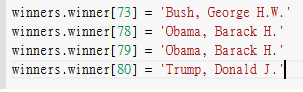 winners.winner[73] = 'Bush, George H.W.'
winners.winner[78] = 'Obama, Barack H.'
winners.winner[79] = 'Obama, Barack H.'
winners.winner[80] = 'Trump, Donald J.'